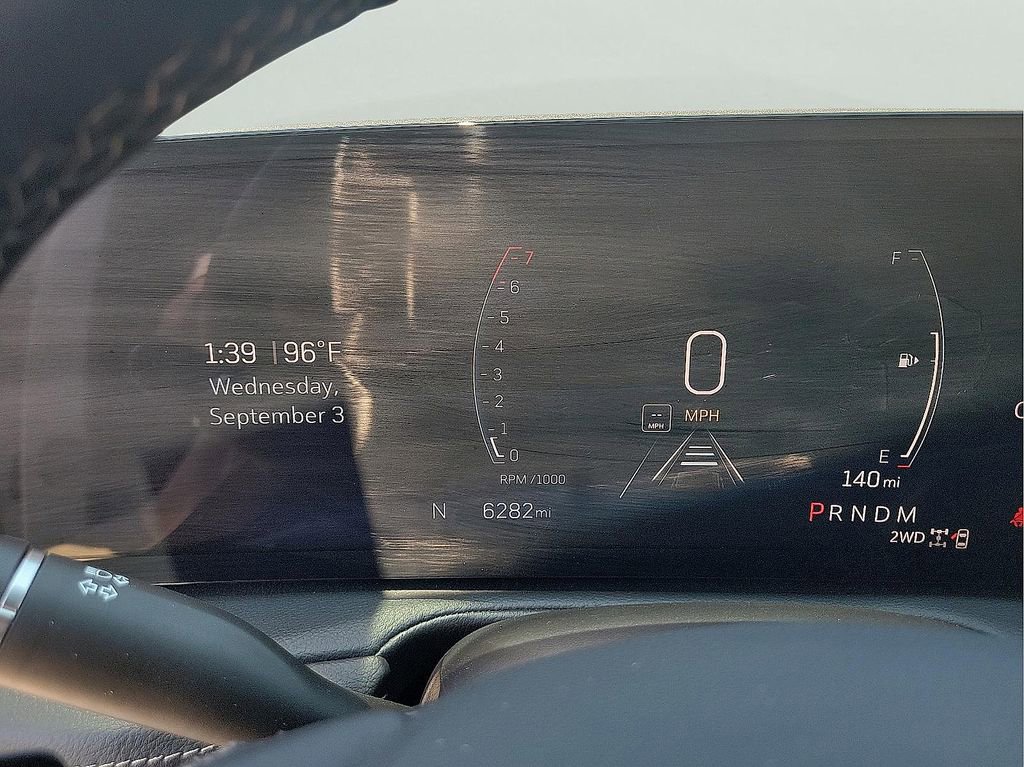 1:39 | 96°F
Wednesday,
September 3
7
6
5
4
3
2
1
0
RPM /1000
N 6282 mi
0
MPH
--
MPH
F
E
140 mi
PRNDM
2WD